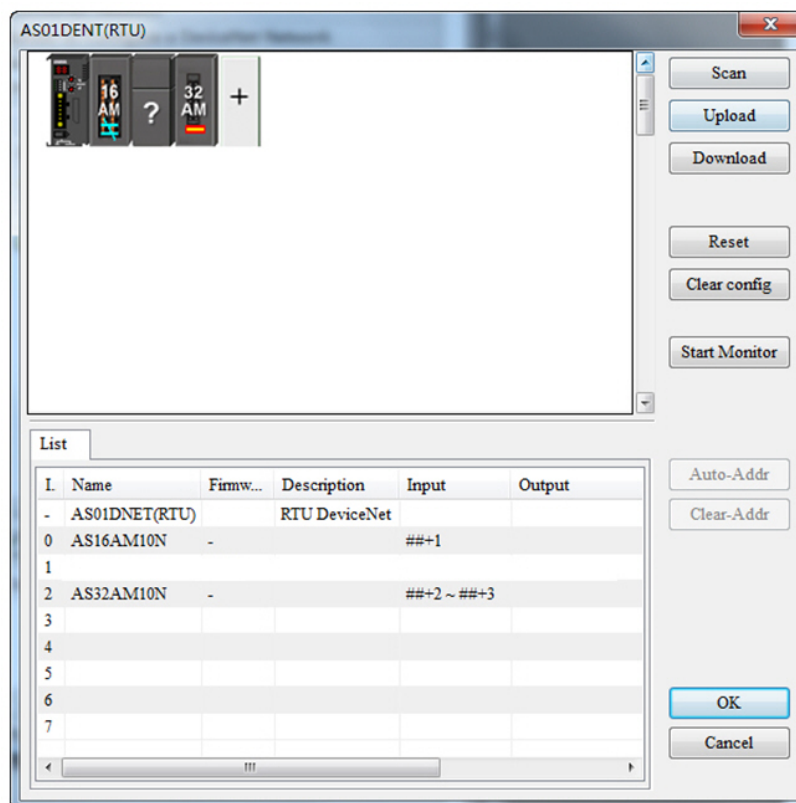 AS01DENT(RTU)
16 AM
?
32 AM
+
Scan
Upload
Download
Reset
Clear config
Start Monitor
Auto-Addr
Clear-Addr
List
I. Name Firmw... Description Input Output
- AS01DNET(RTU) RTU DeviceNet
0 AS16AM10N - ##+1
1
2 AS32AM10N - ##+2 ~ ##+3
3
4
5
6
7
OK
Cancel